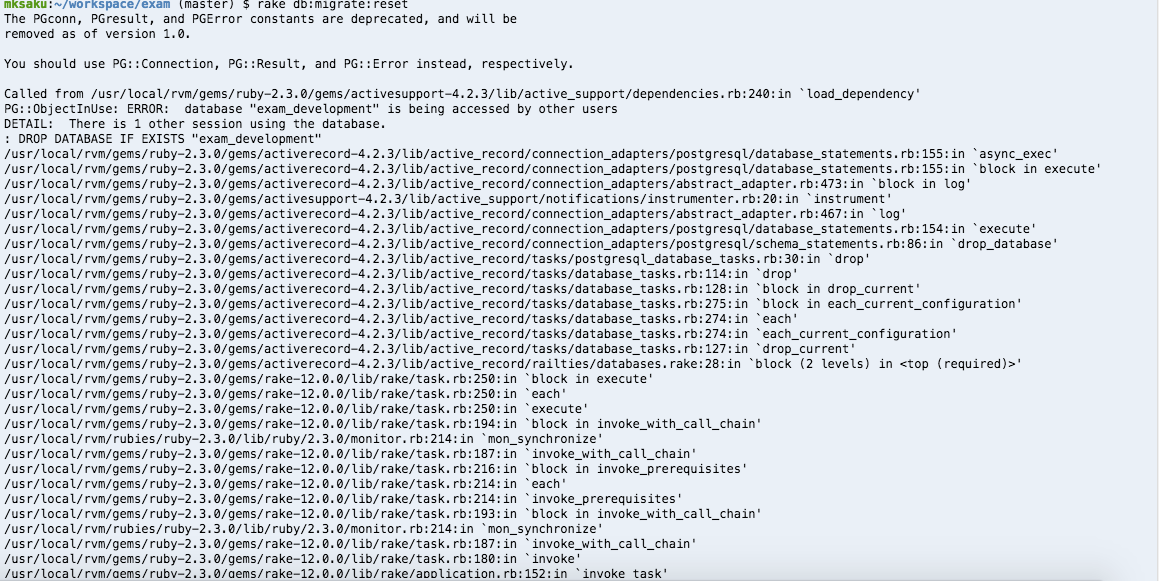 mksaku:~/workspace/exam (master) $ rake db:migrate:reset
The PGconn, PGresult, and PGError constants are deprecated, and will be
removed as of version 1.0.
You should use PG::Connection, PG::Result, and PG::Error instead, respectively.
Called from /usr/local/rvm/gems/ruby-2.3.0/gems/activesupport-4.2.3/lib/active_support/dependencies.rb:240:in `load_dependency'
PG::ObjectInUse: ERROR:  database "exam_development" is being accessed by other users
DETAIL:  There is 1 other session using the database.
: DROP DATABASE IF EXISTS "exam_development"
/usr/local/rvm/gems/ruby-2.3.0/gems/activerecord-4.2.3/lib/active_record/connection_adapters/postgresql/database_statements.rb:155:in `async_exec'
/usr/local/rvm/gems/ruby-2.3.0/gems/activerecord-4.2.3/lib/active_record/connection_adapters/postgresql/database_statements.rb:155:in `block in execute'
/usr/local/rvm/gems/ruby-2.3.0/gems/activerecord-4.2.3/lib/active_record/connection_adapters/abstract_adapter.rb:473:in `block in log'
/usr/local/rvm/gems/ruby-2.3.0/gems/activesupport-4.2.3/lib/active_support/notifications/instrumenter.rb:20:in `instrument'
/usr/local/rvm/gems/ruby-2.3.0/gems/activerecord-4.2.3/lib/active_record/connection_adapters/abstract_adapter.rb:467:in `log'
/usr/local/rvm/gems/ruby-2.3.0/gems/activerecord-4.2.3/lib/active_record/connection_adapters/postgresql/database_statements.rb:154:in `execute'
/usr/local/rvm/gems/ruby-2.3.0/gems/activerecord-4.2.3/lib/active_record/connection_adapters/postgresql/schema_statements.rb:86:in `drop_database'
/usr/local/rvm/gems/ruby-2.3.0/gems/activerecord-4.2.3/lib/active_record/tasks/postgresql_database_tasks.rb:30:in `drop'
/usr/local/rvm/gems/ruby-2.3.0/gems/activerecord-4.2.3/lib/active_record/tasks/database_tasks.rb:114:in `drop'
/usr/local/rvm/gems/ruby-2.3.0/gems/activerecord-4.2.3/lib/active_record/tasks/database_tasks.rb:128:in `block in drop_current'
/usr/local/rvm/gems/ruby-2.3.0/gems/activerecord-4.2.3/lib/active_record/tasks/database_tasks.rb:275:in `block in each_current_configuration'
/usr/local/rvm/gems/ruby-2.3.0/gems/activerecord-4.2.3/lib/active_record/tasks/database_tasks.rb:274:in `each'
/usr/local/rvm/gems/ruby-2.3.0/gems/activerecord-4.2.3/lib/active_record/tasks/database_tasks.rb:274:in `each_current_configuration'
/usr/local/rvm/gems/ruby-2.3.0/gems/activerecord-4.2.3/lib/active_record/tasks/database_tasks.rb:127:in `drop_current'
/usr/local/rvm/gems/ruby-2.3.0/gems/activerecord-4.2.3/lib/active_record/railties/databases.rake:28:in `block (2 levels) in <top (required)>'
/usr/local/rvm/gems/ruby-2.3.0/gems/rake-12.0.0/lib/rake/task.rb:250:in `block in execute'
/usr/local/rvm/gems/ruby-2.3.0/gems/rake-12.0.0/lib/rake/task.rb:250:in `each'
/usr/local/rvm/gems/ruby-2.3.0/gems/rake-12.0.0/lib/rake/task.rb:250:in `execute'
/usr/local/rvm/gems/ruby-2.3.0/gems/rake-12.0.0/lib/rake/task.rb:194:in `block in invoke_with_call_chain'
/usr/local/rvm/rubies/ruby-2.3.0/lib/ruby/2.3.0/monitor.rb:214:in `mon_synchronize'
/usr/local/rvm/gems/ruby-2.3.0/gems/rake-12.0.0/lib/rake/task.rb:187:in `invoke_with_call_chain'
/usr/local/rvm/gems/ruby-2.3.0/gems/rake-12.0.0/lib/rake/task.rb:216:in `block in invoke_prerequisites'
/usr/local/rvm/gems/ruby-2.3.0/gems/rake-12.0.0/lib/rake/task.rb:214:in `each'
/usr/local/rvm/gems/ruby-2.3.0/gems/rake-12.0.0/lib/rake/task.rb:214:in `invoke_prerequisites'
/usr/local/rvm/gems/ruby-2.3.0/gems/rake-12.0.0/lib/rake/task.rb:193:in `block in invoke_with_call_chain'
/usr/local/rvm/rubies/ruby-2.3.0/lib/ruby/2.3.0/monitor.rb:214:in `mon_synchronize'
/usr/local/rvm/gems/ruby-2.3.0/gems/rake-12.0.0/lib/rake/task.rb:187:in `invoke_with_call_chain'
/usr/local/rvm/gems/ruby-2.3.0/gems/rake-12.0.0/lib/rake/task.rb:180:in `invoke'
/usr/local/rvm/gems/ruby-2.3.0/gems/rake-12.0.0/lib/rake/application.rb:152:in `invoke_task'